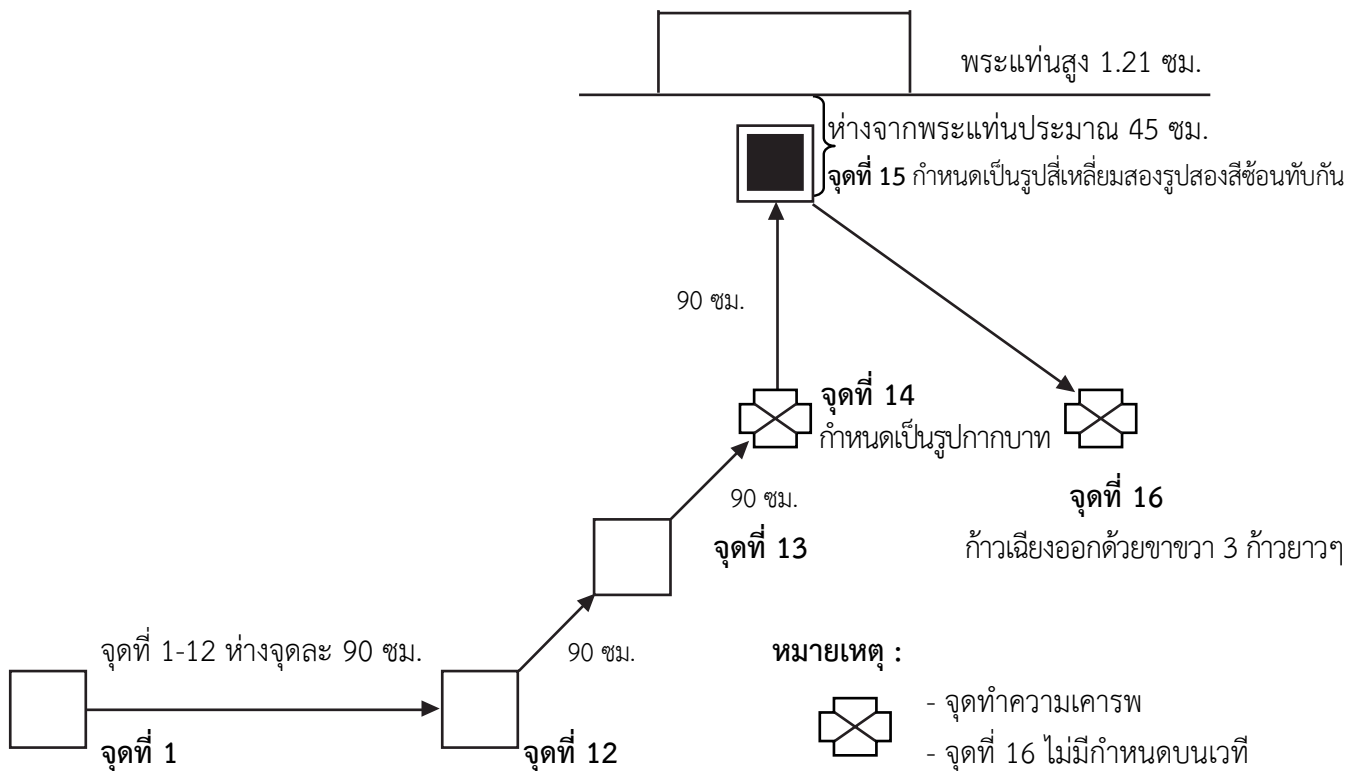 พระแท่นสูง 1.21 ซม.
ห่างจากพระแท่นประมาณ 45 ซม.
จุดที่ 15 กำหนดเป็นรูปสี่เหลี่ยมสองรูปสองสีซ้อนทับกัน
90 ซม.
จุดที่ 14
กำหนดเป็นรูปกากบาท
90 ซม.
จุดที่ 16
จุดที่ 13
ก้าวเฉียงออกด้วยขาขวา 3 ก้าวยาวๆ
จุดที่ 1-12 ห่างจุดละ 90 ซม.
90 ซม.
หมายเหตุ :
- จุดทำความเคารพ
- จุดที่ 16 ไม่มีกำหนดบนเวที
จุดที่ 1
จุดที่ 12